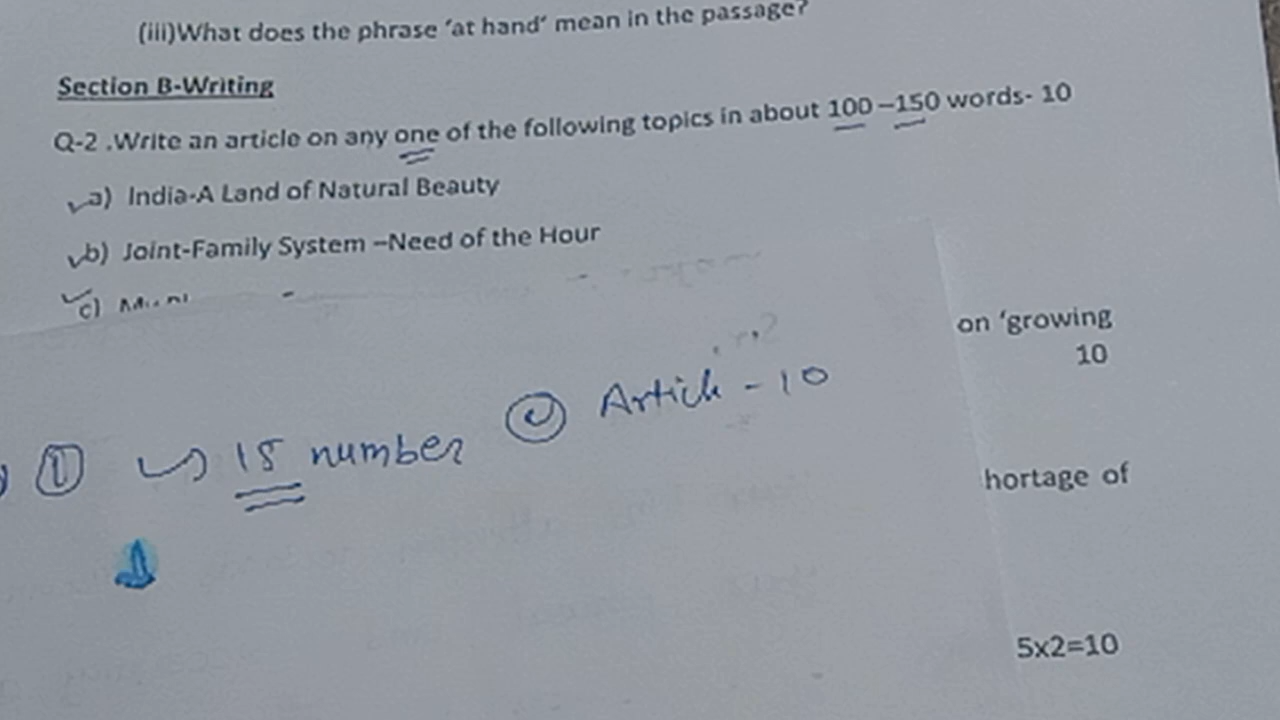 (iii)What does the phrase 'at hand' mean in the passage?
Section B-Writing
Q-2 .Write an article on any one of the following topics in about 100 –150 words- 10
a) India-A Land of Natural Beauty
b) Joint-Family System –Need of the Hour
c)
on 'growing
10
① 15 number ② Article - 10
hortage of
5x2=10